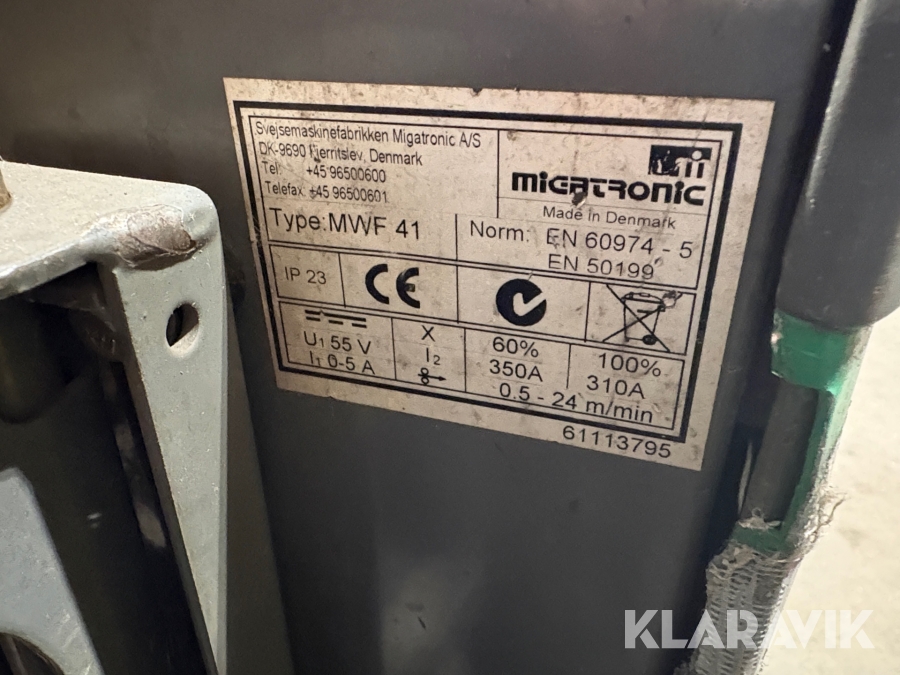 Svejsemaskinefabrikken Migatronic A/S
DK-9690 Fjerritslev, Denmark
Tel: +45 96500600
Telefax: +45 96500601
migatronic
Made in Denmark
Type: MWF 41
Norm: EN 60974 - 5
EN 50199
IP 23
CE
U1 55 V
I1 0-5 A
X
I2
60%
350A
100%
310A
0.5 - 24 m/min
61113795
KLARAVIK